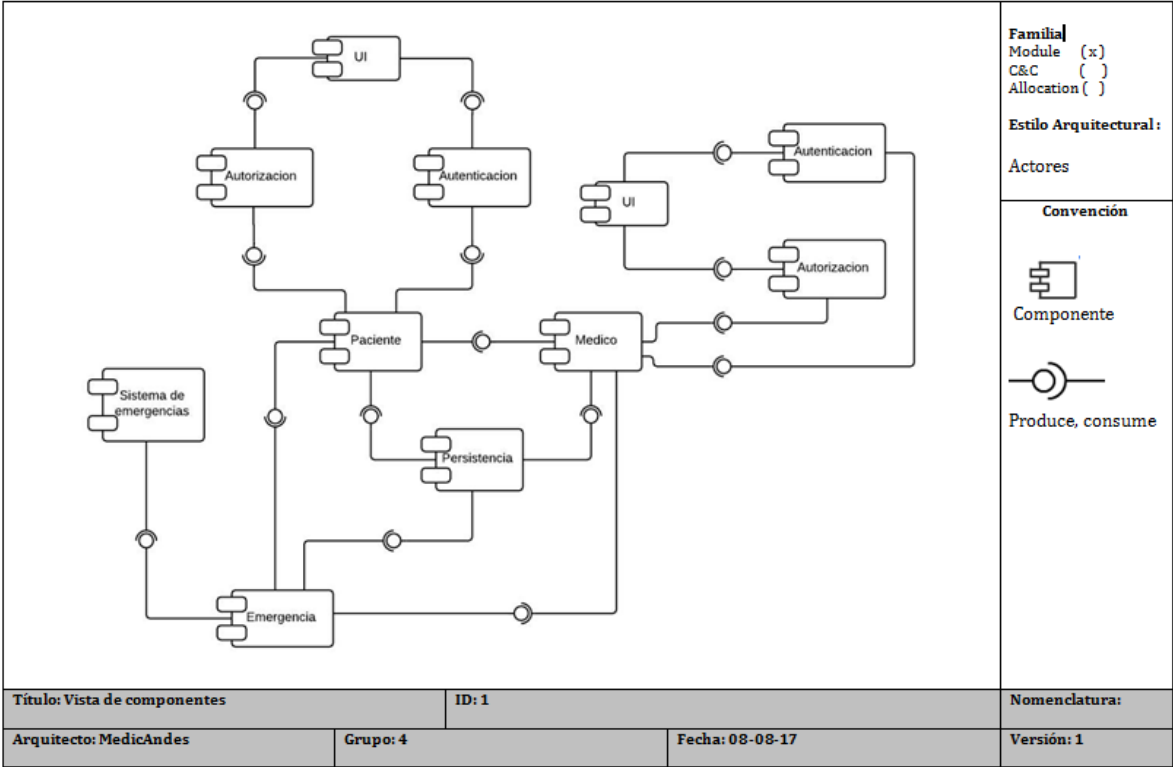 UI
Autorizacion
Autenticacion
Autenticacion
UI
Autorizacion
Paciente
Medico
Sistema de
emergencias
Persistencia
Emergencia
Familia
Module (x)
C&C ( )
Allocation ( )
Estilo Arquitectural :
Actores
Convención
Componente
Produce, consume
Título: Vista de componentes
ID: 1
Nomenclatura:
Arquitecto: MedicAndes
Grupo: 4
Fecha: 08-08-17
Versión: 1